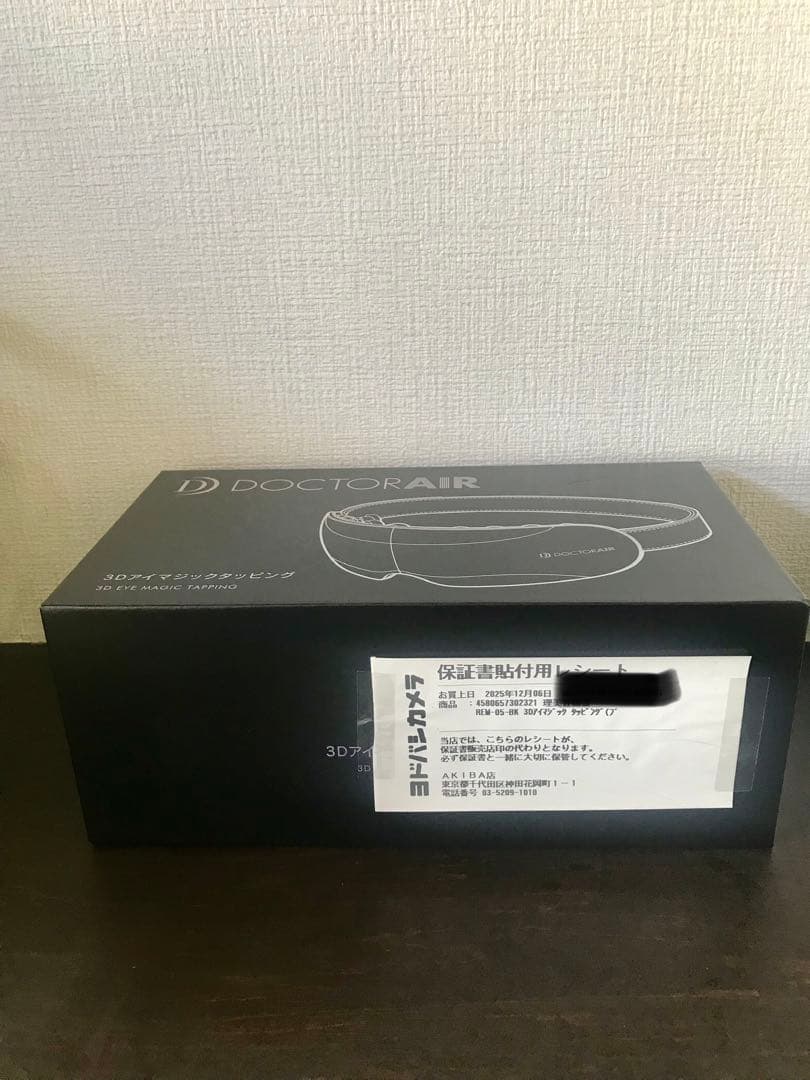 DOCTORAIR
DOCTORAIR
3Dアイマジックタッピング
3D EYE MAGIC TAPPING
3Dアイ
3D
ヨドバシカメラ
保証書貼付用レシート
お買上日 2025年12月06日
商品 :4580657302321 理美
REM-05-BK 3Dアイマジック タッピング(ブ
当店では、こちらのレシートが、
保証書販売店印の代わりとなります。
必ず保証書と一緒に大切に保管してください。
AKIBA店
東京都千代田区神田花岡町1-1
電話番号 03-5209-1010